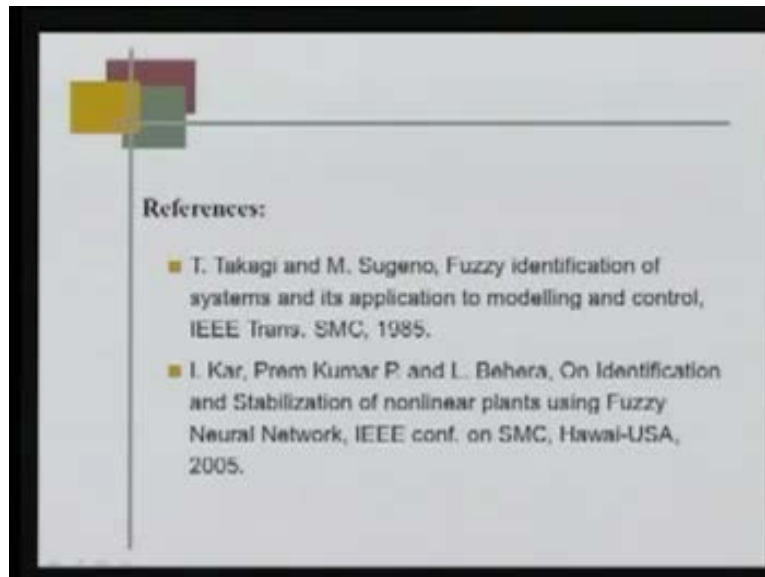 References:
T. Takagi and M. Sugeno, Fuzzy identification of
systems and its application to modelling and control,
IEEE Trans. SMC, 1985.
I. Kar, Prem Kumar P. and L. Behera, On Identification
and Stabilization of nonlinear plants using Fuzzy
Neural Network, IEEE conf. on SMC, Hawai-USA,
2005.